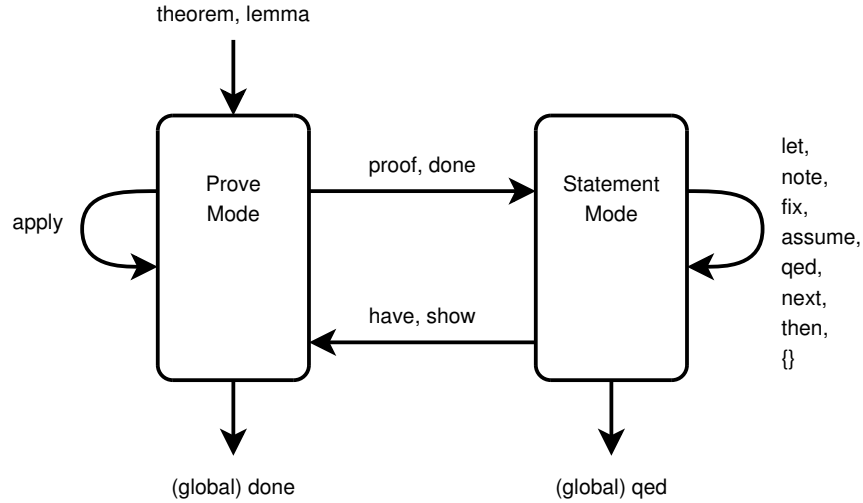 theorem, lemma
Prove
Mode
proof, done
Statement
Mode
apply
have, show
let,
note,
fix,
assume,
qed,
next,
then,
{}
(global) done
(global) qed